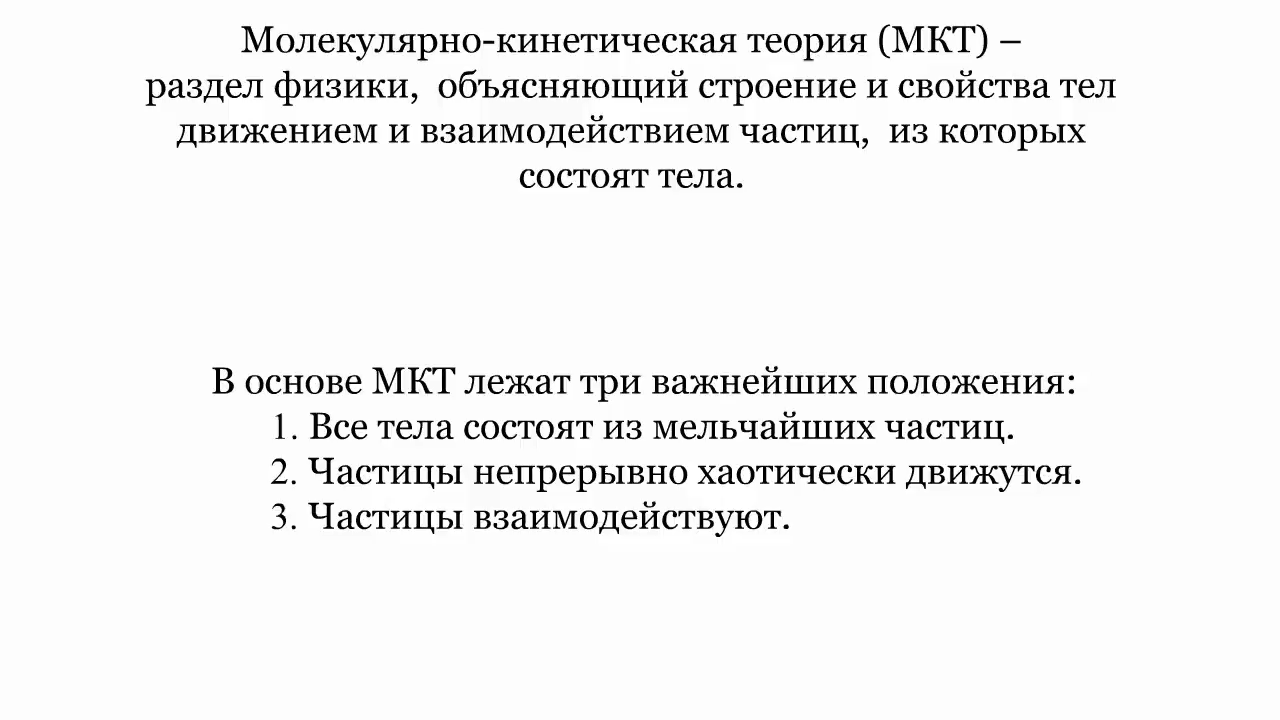 Молекулярно-кинетическая теория (МКТ) –
раздел физики,  объясняющий строение и свойства тел
движением и взаимодействием частиц,  из которых
состоят тела.
В основе МКТ лежат три важнейших положения:
1. Все тела состоят из мельчайших частиц.
2. Частицы непрерывно хаотически движутся.
3. Частицы взаимодействуют.